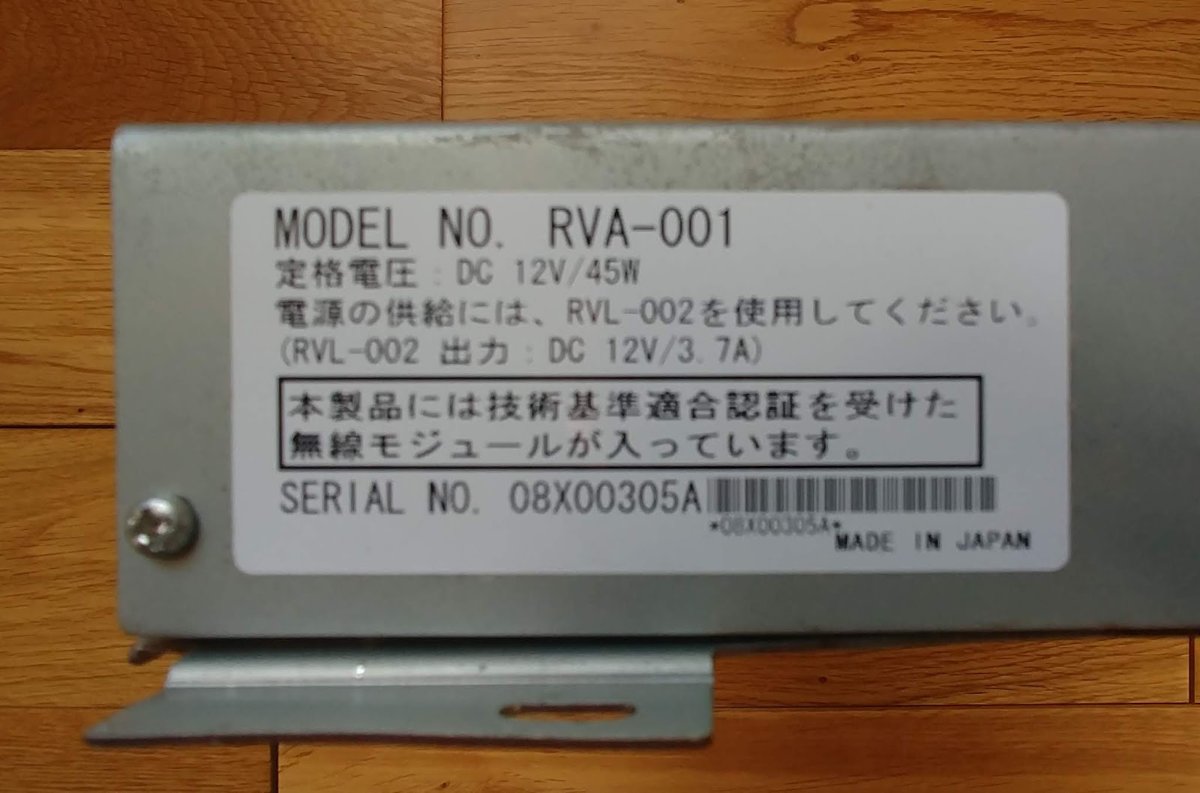 MODEL NO. RVA-001
定格電圧:DC 12V/45W
電源の供給には、RVL-002を使用してください。
(RVL-002 出力:DC 12V/3.7A)
本製品には技術基準適合認証を受けた
無線モジュールが入っています。
SERIAL NO. 08X00305A
*08X00305A*
MADE IN JAPAN